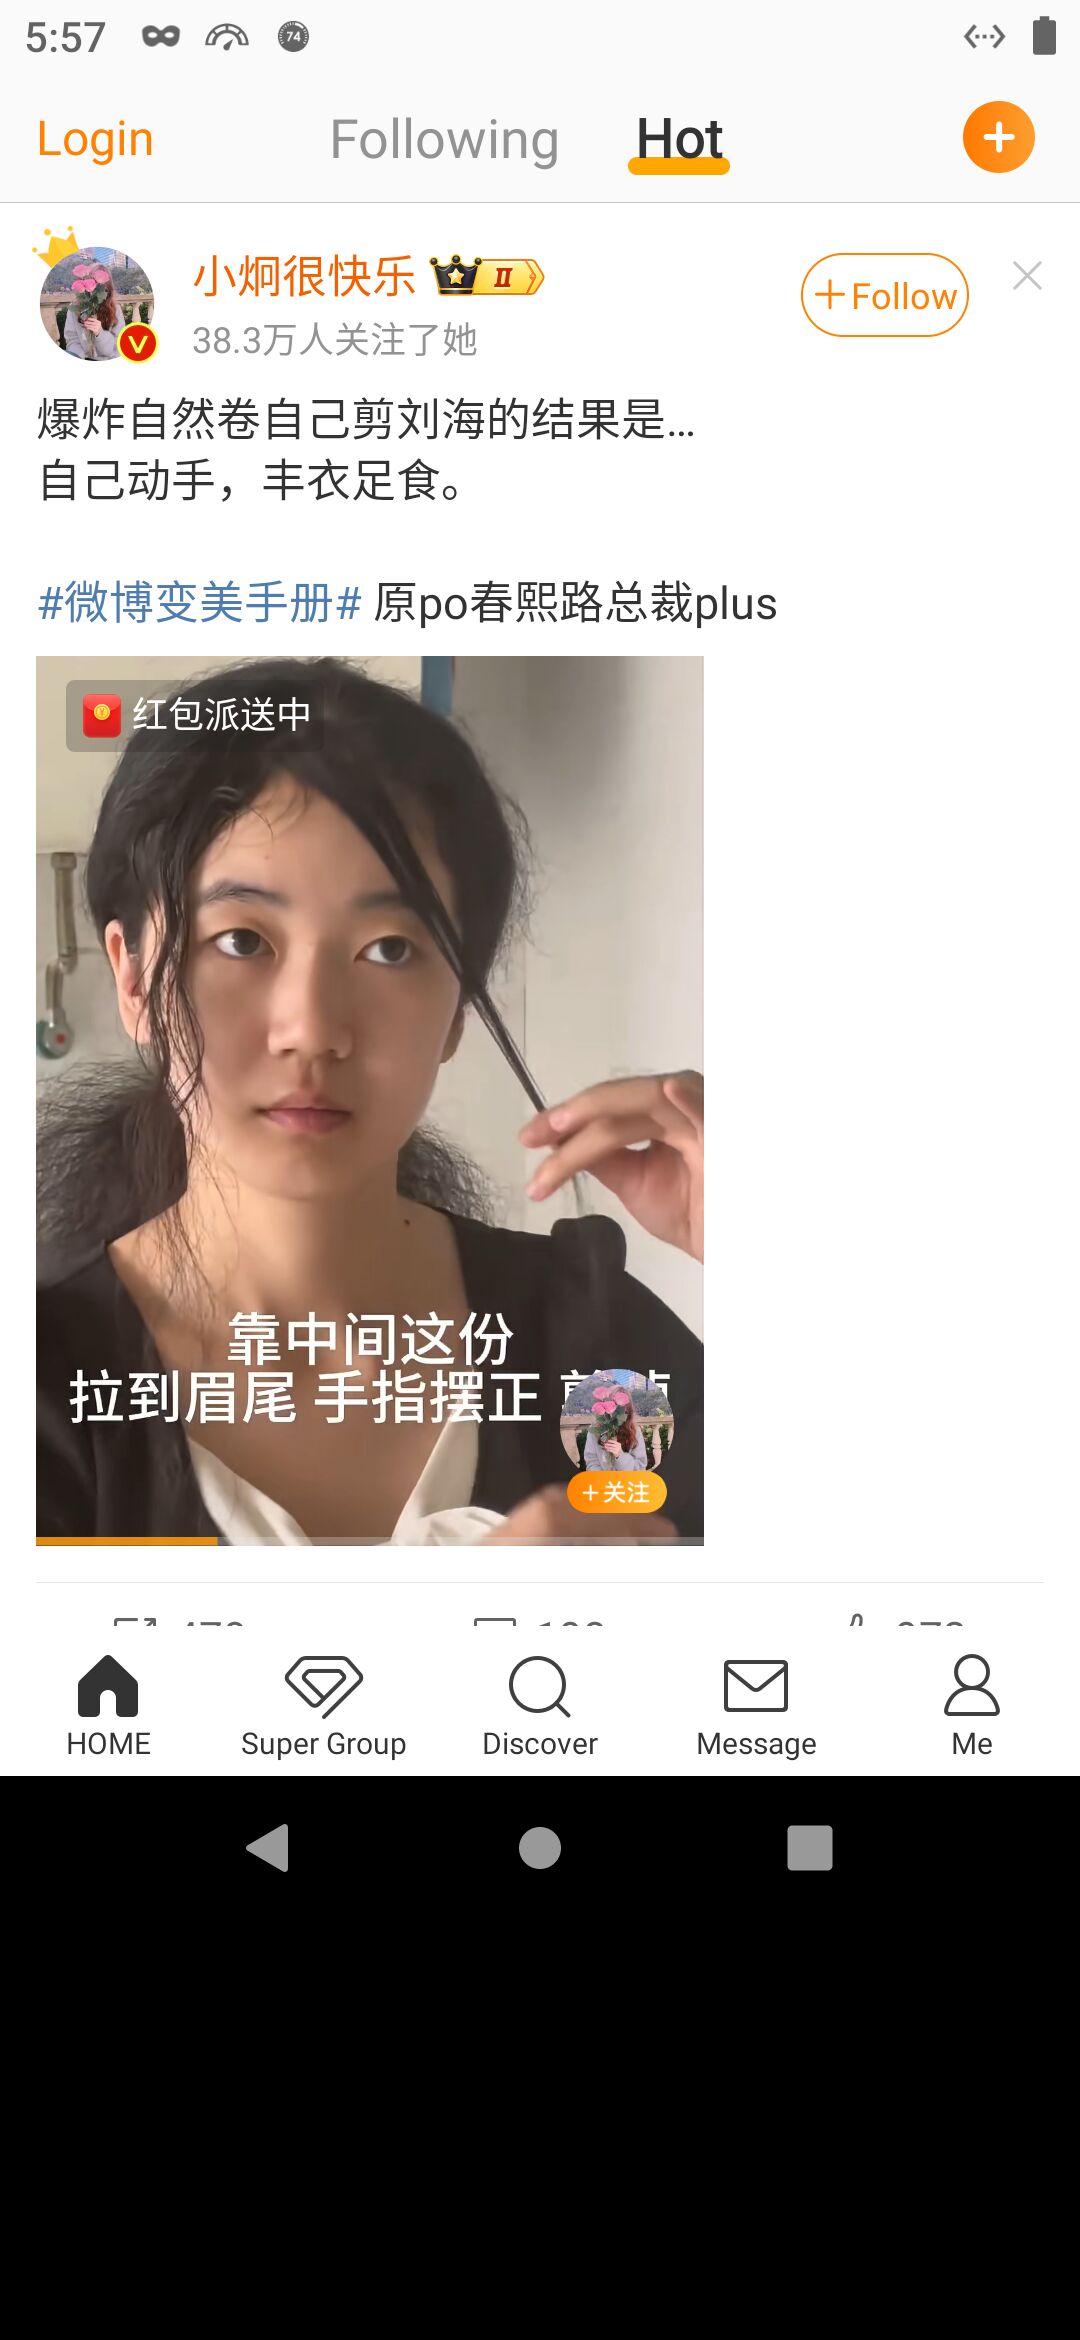 5:57
74
Login
Following
Hot
小炯很快乐
II
+Follow
38.3万人关注了她
爆炸自然卷自己剪刘海的结果是...
自己动手，丰衣足食。
#微博变美手册# 原po春熙路总裁plus
红包派送中
靠中间这份
拉到眉尾 手指摆正
+关注
HOME
Super Group
Discover
Message
Me